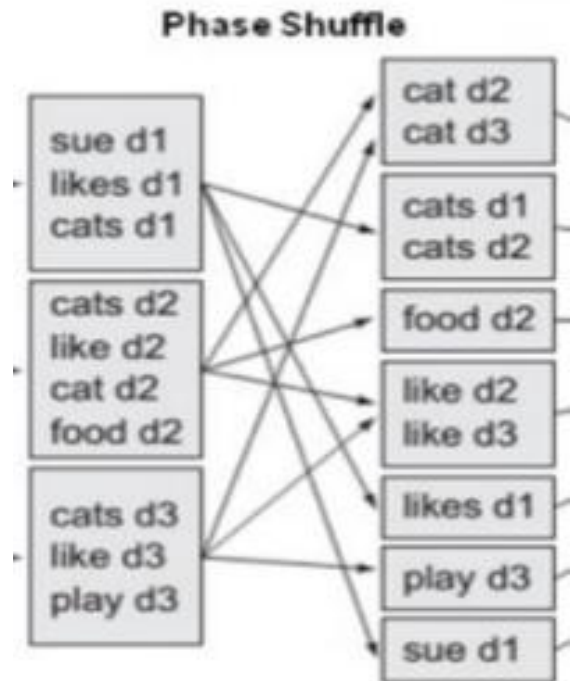 Phase Shuffle
sue d1
likes d1
cats d1
cats d2
like d2
cat d2
food d2
cats d3
like d3
play d3
cat d2
cat d3
cats d1
cats d2
food d2
like d2
like d3
likes d1
play d3
sue d1